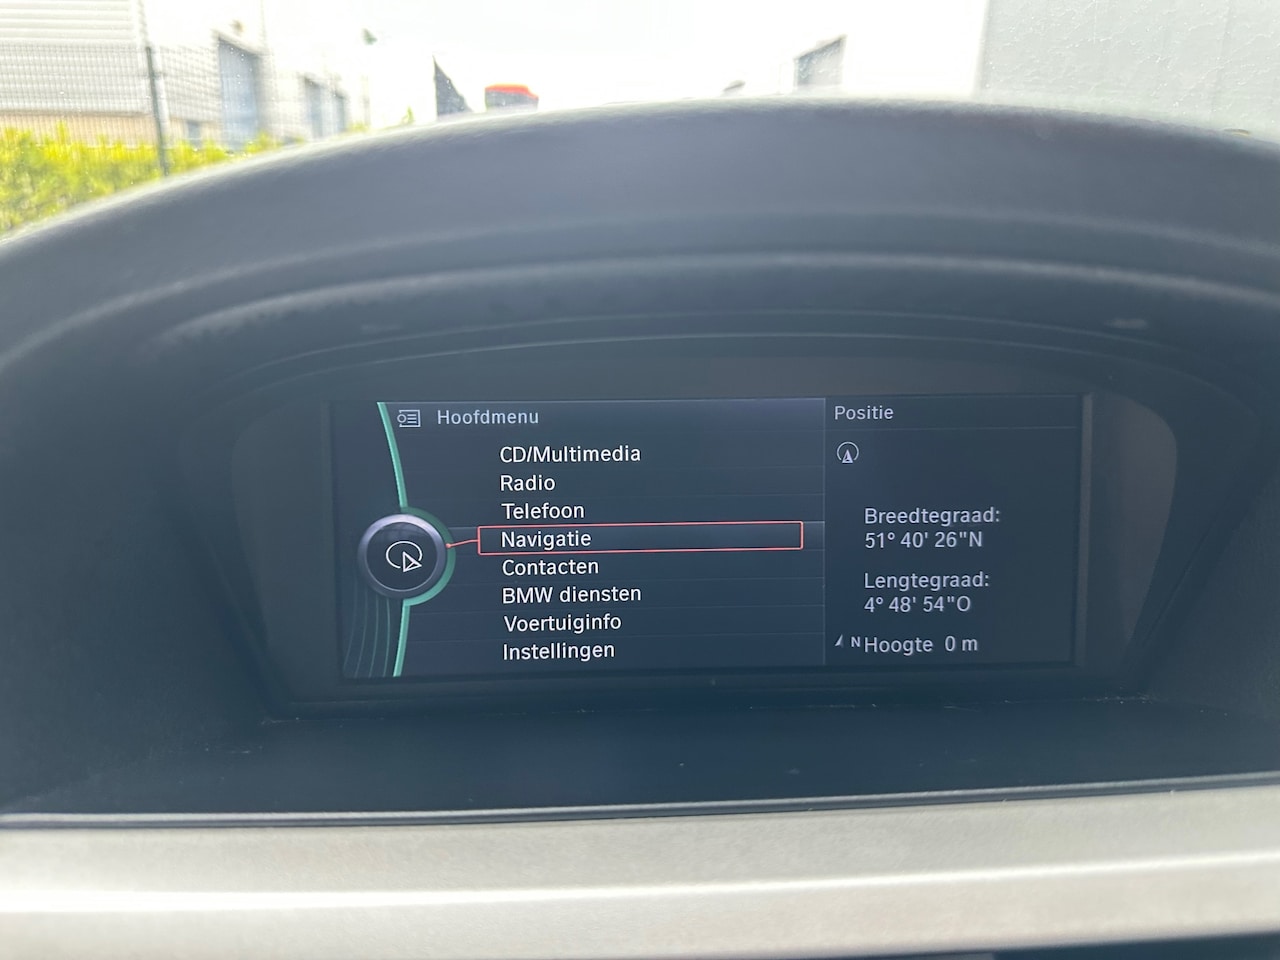 Hoofdmenu
CD/Multimedia
Radio
Telefoon
Navigatie
Contacten
BMW diensten
Voertuiginfo
Instellingen
Positie
Breedtegraad:
51° 40' 26"N
Lengtegraad:
4° 48' 54"O
N Hoogte 0 m